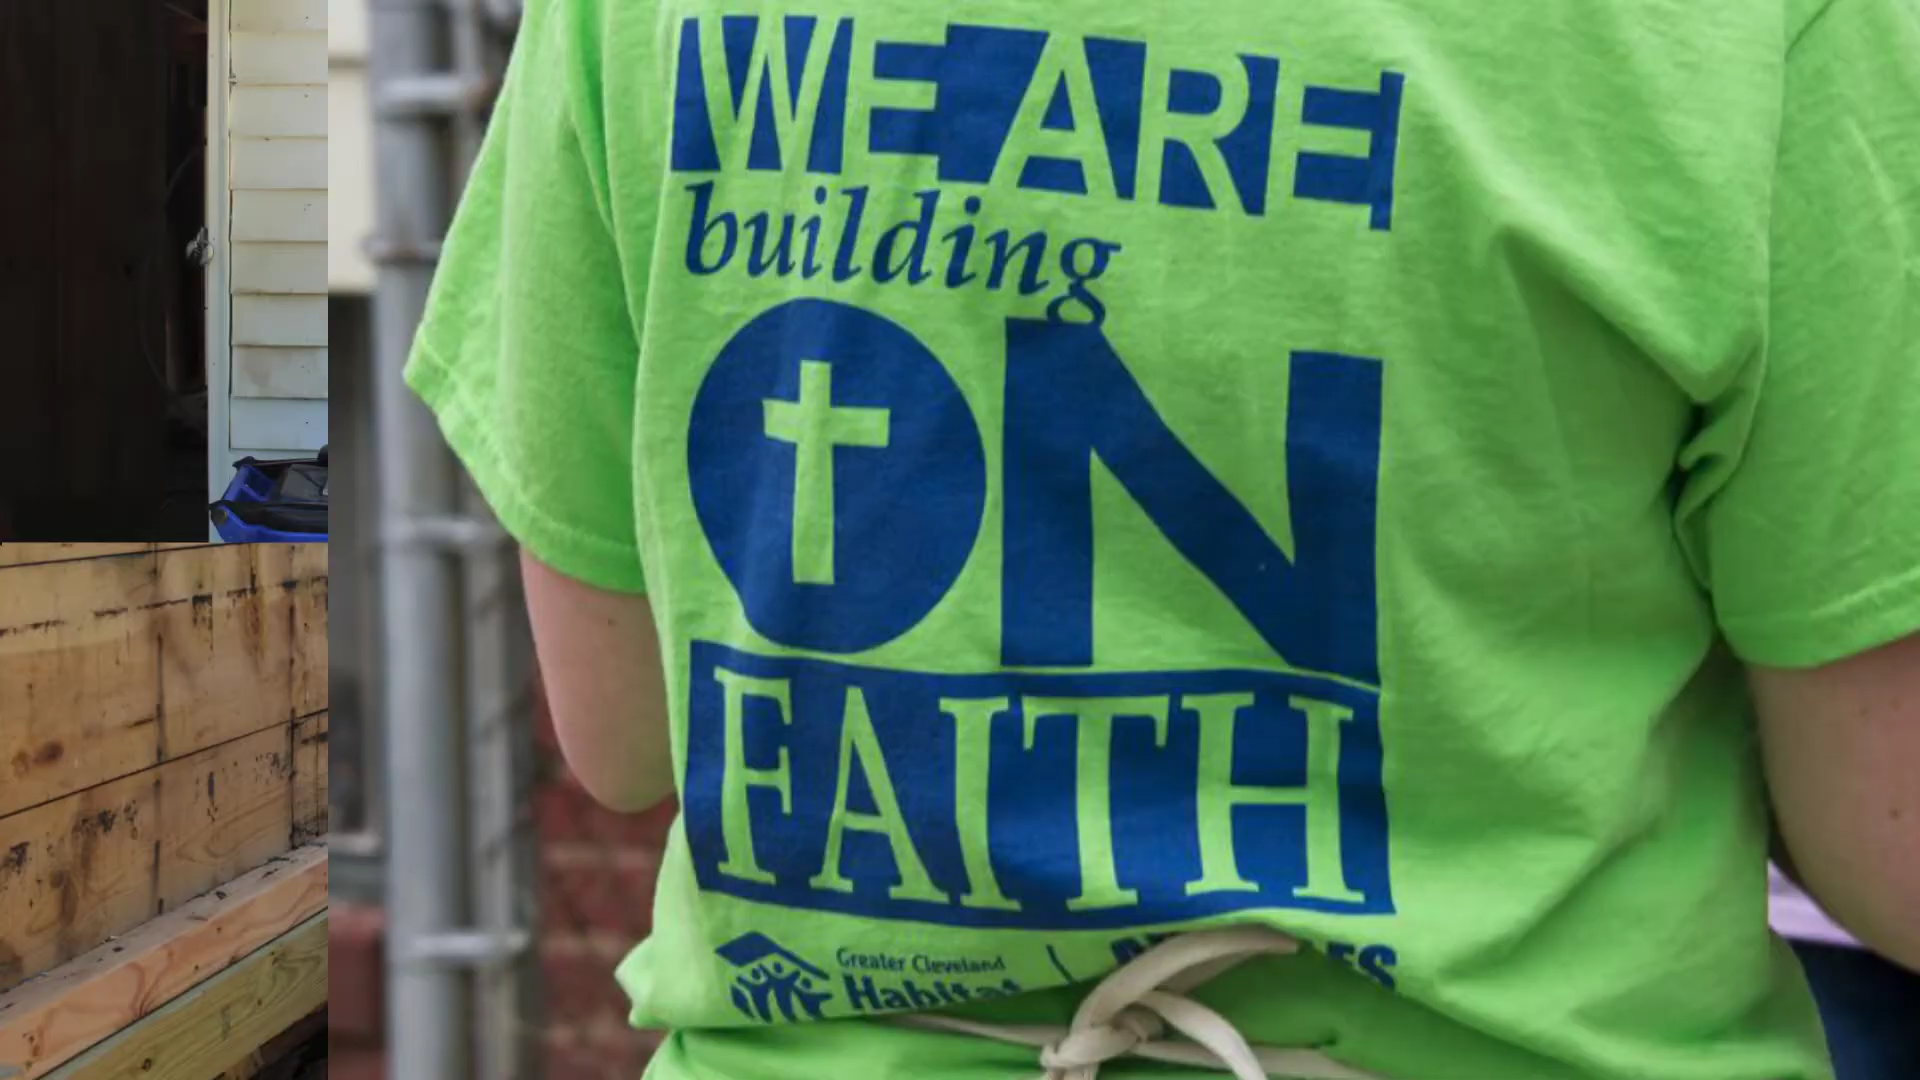 WE ARE
building
ON
FAITH
Greater Cleveland
Habitat